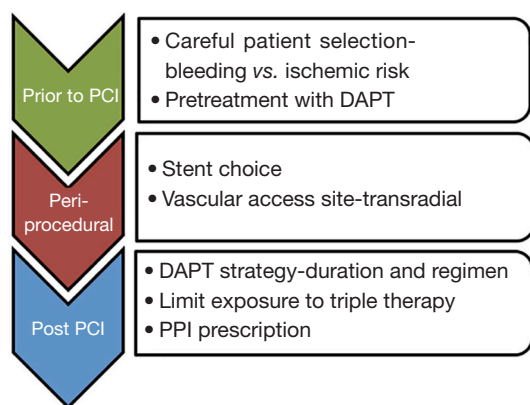 Prior to PCI
• Careful patient selection-
bleeding vs. ischemic risk
• Pretreatment with DAPT
Peri-
procedural
• Stent choice
• Vascular access site-transradial
Post PCI
• DAPT strategy-duration and regimen
• Limit exposure to triple therapy
• PPI prescription